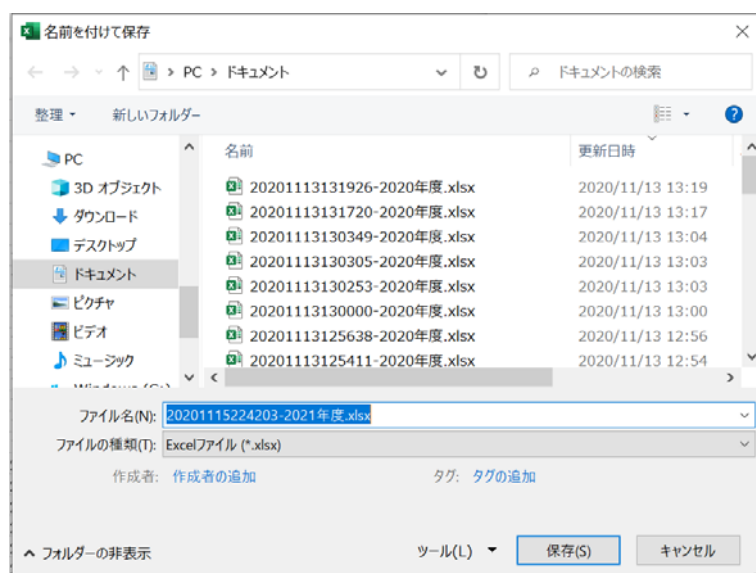 名前を付けて保存
PC > ドキュメント
ドキュメントの検索
整理
新しいフォルダー
名前
更新日時
PC
3D オブジェクト
ダウンロード
デスクトップ
ドキュメント
ピクチャ
ビデオ
ミュージック
20201113131926-2020年度.xlsx 2020/11/13 13:19
20201113131720-2020年度.xlsx 2020/11/13 13:17
20201113130349-2020年度.xlsx 2020/11/13 13:04
20201113130305-2020年度.xlsx 2020/11/13 13:03
20201113130253-2020年度.xlsx 2020/11/13 13:03
20201113130000-2020年度.xlsx 2020/11/13 13:00
20201113125638-2020年度.xlsx 2020/11/13 12:56
20201113125411-2020年度.xlsx 2020/11/13 12:54
ファイル名(N): 20201115224203-2021年度.xlsx
ファイルの種類(T): Excelファイル (*.xlsx)
作成者: 作成者の追加 タグ: タグの追加
フォルダーの非表示 ツール(L) 保存(S) キャンセル